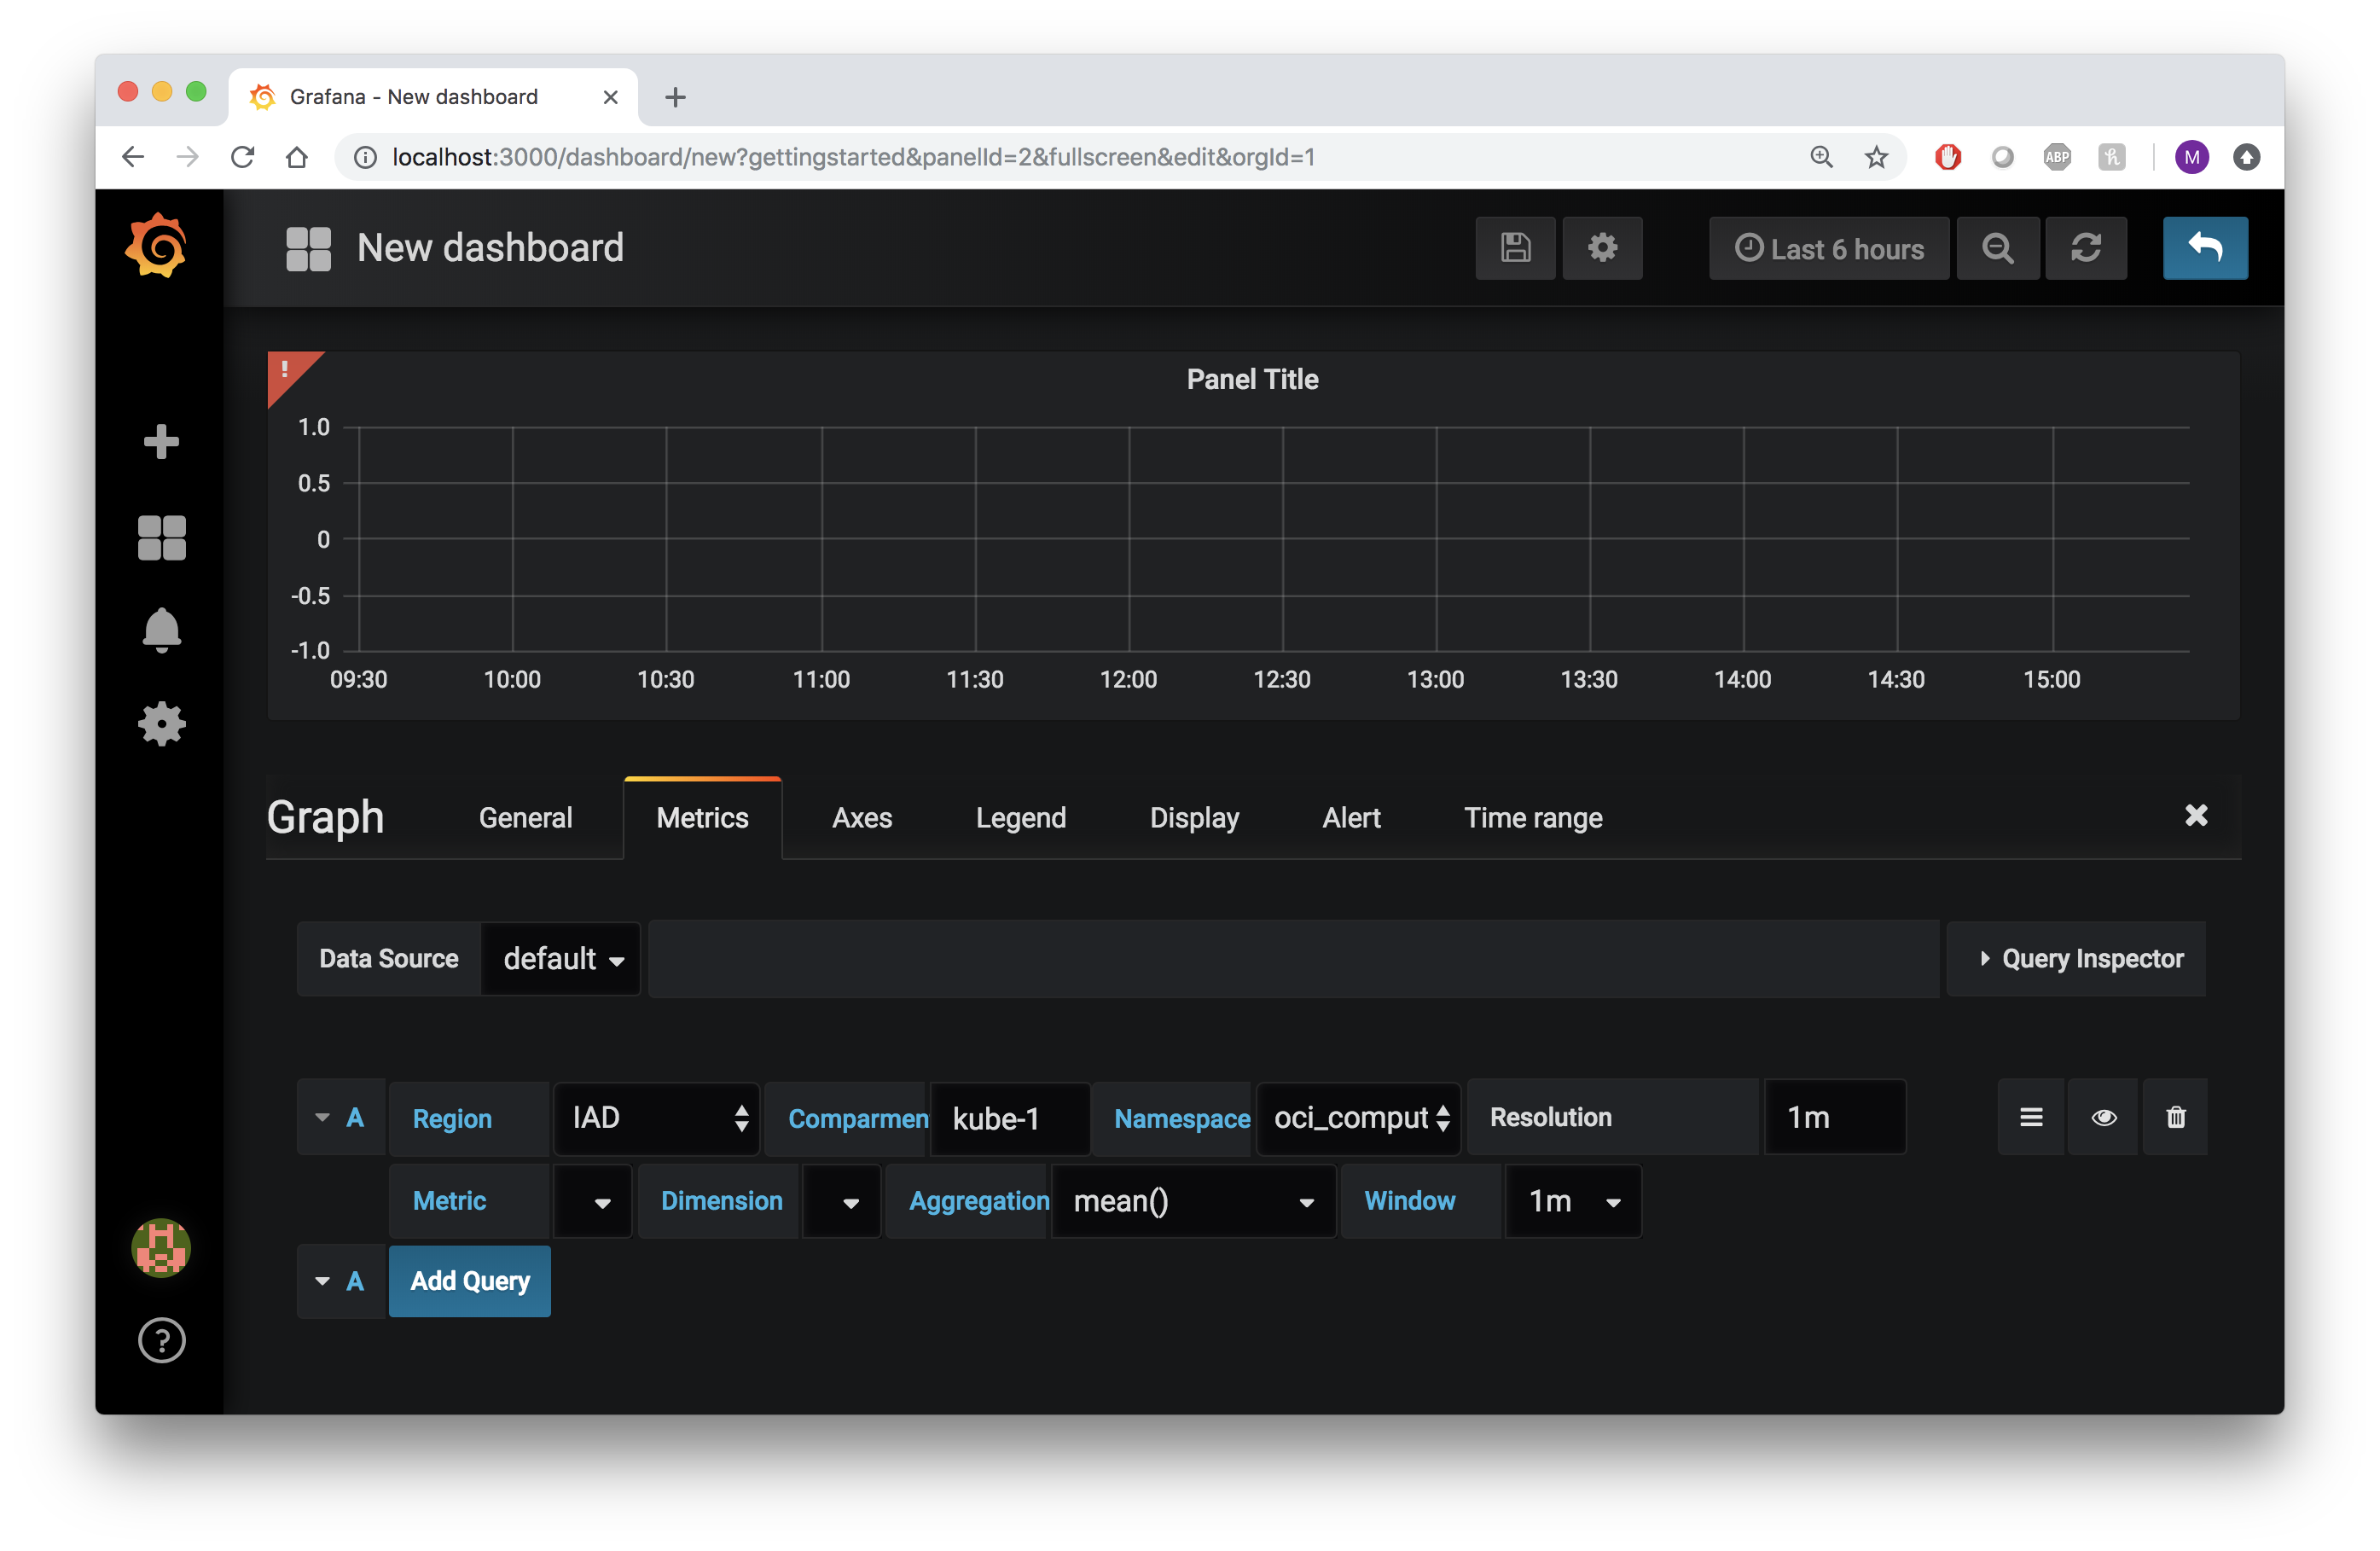 Grafana - New dashboard
localhost:3000/dashboard/new?gettingstarted&panelId=2&fullscreen&edit&orgId=1
ABP
h
M
New dashboard
Last 6 hours
!
Panel Title
1.0
0.5
0
-0.5
-1.0
09:30 10:00 10:30 11:00 11:30 12:00 12:30 13:00 13:30 14:00 14:30 15:00
Graph General Metrics Axes Legend Display Alert Time range
Data Source default Query Inspector
A Region IAD Comparmen kube-1 Namespace oci_comput Resolution 1m
Metric Dimension Aggregation mean() Window 1m
A Add Query
?